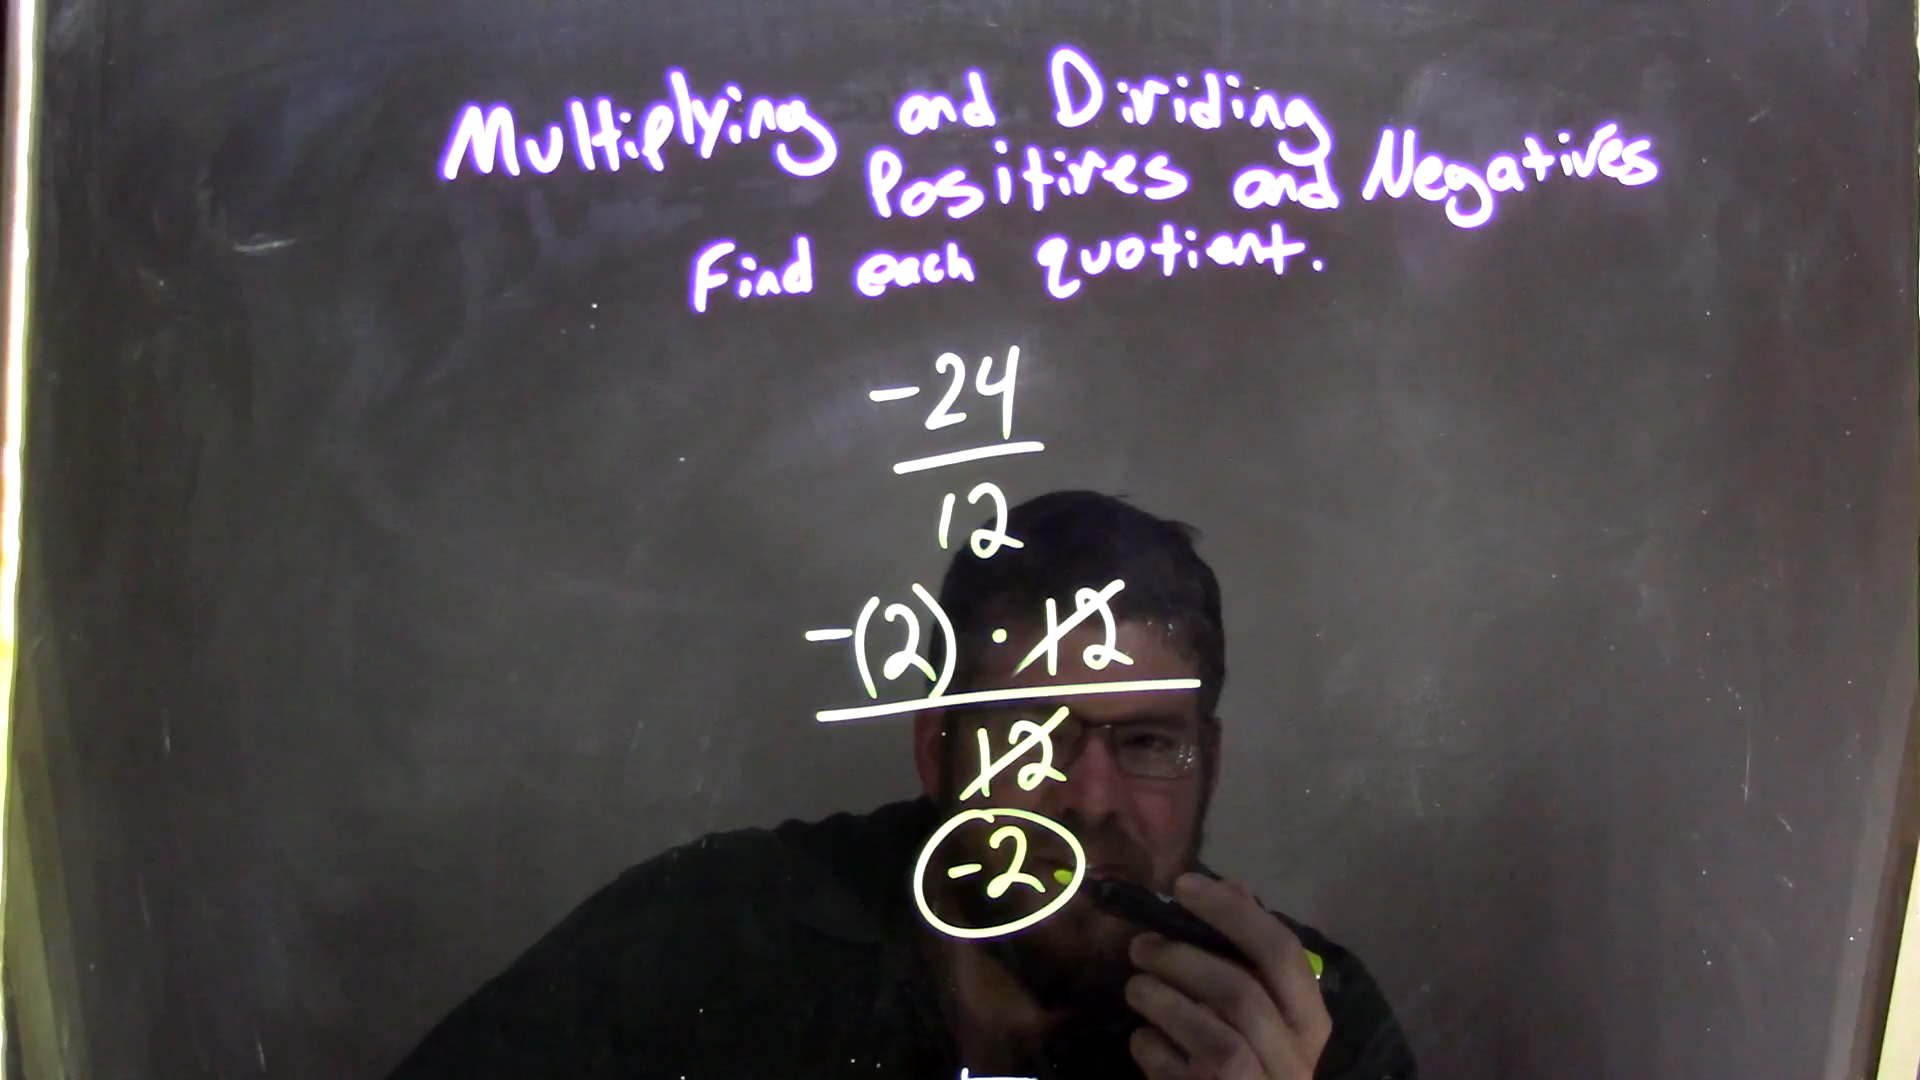 Multiplying and Dividing
Positives and Negatives
Find each quotient.
-24
12
-(2) · 12
12
-2